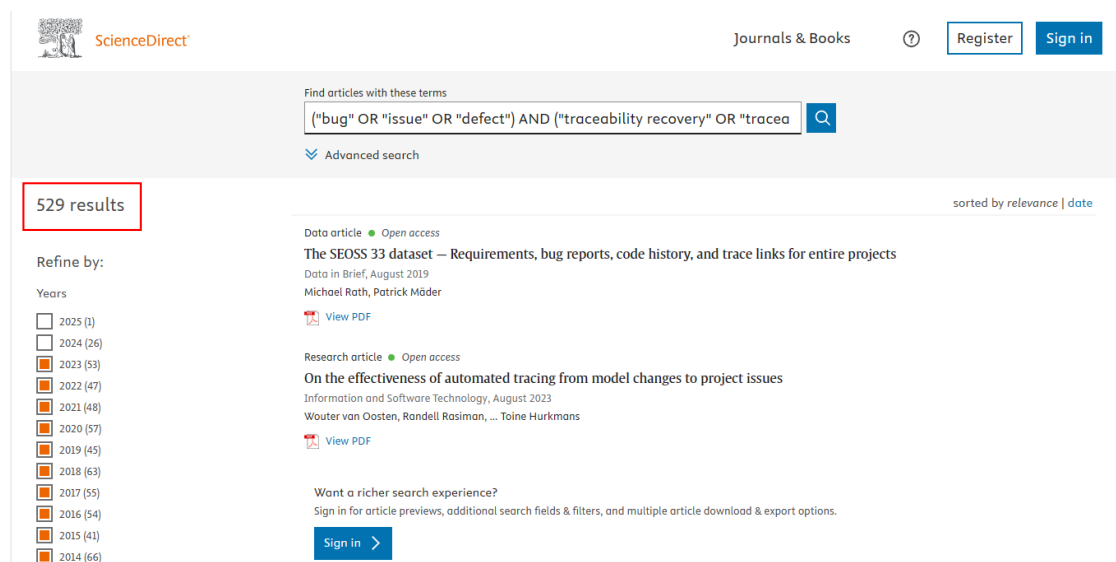 ScienceDirect
Journals & Books
?
Register
Sign in
Find articles with these terms
("bug" OR "issue" OR "defect") AND ("traceability recovery" OR "tracea
Advanced search
529 results
sorted by relevance | date
Refine by:
Years
2025 (1)
2024 (26)
2023 (53)
2022 (47)
2021 (48)
2020 (57)
2019 (45)
2018 (63)
2017 (55)
2016 (54)
2015 (41)
2014 (66)
Data article ● Open access
The SEOSS 33 dataset — Requirements, bug reports, code history, and trace links for entire projects
Data in Brief, August 2019
Michael Rath, Patrick Mäder
View PDF
Research article ● Open access
On the effectiveness of automated tracing from model changes to project issues
Information and Software Technology, August 2023
Wouter van Oosten, Randell Rasiman, ... Toine Hurkmans
View PDF
Want a richer search experience?
Sign in for article previews, additional search fields & filters, and multiple article download & export options.
Sign in